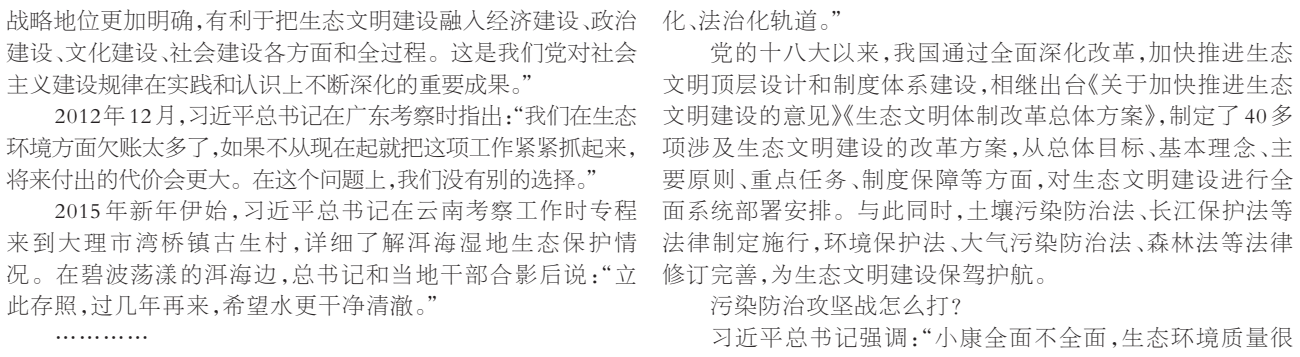 战略地位更加明确,有利于把生态文明建设融入经济建设、政治
建设、文化建设、社会建设各方面和全过程。这是我们党对社会
主义建设规律在实践和认识上不断深化的重要成果。”
2012年12月,习近平总书记在广东考察时指出:“我们在生态
环境方面欠账太多了,如果不从现在起就把这项工作紧紧抓起来,
将来付出的代价会更大。在这个问题上,我们没有别的选择。”
2015年新年伊始,习近平总书记在云南考察工作时专程
来到大理市湾桥镇古生村,详细了解洱海湿地生态保护情
况。在碧波荡漾的洱海边,总书记和当地干部合影后说:“立
此存照,过几年再来,希望水更干净清澈。”
…………
化、法治化轨道。”
党的十八大以来,我国通过全面深化改革,加快推进生态
文明顶层设计和制度体系建设,相继出台《关于加快推进生态
文明建设的意见》《生态文明体制改革总体方案》,制定了40多
项涉及生态文明建设的改革方案,从总体目标、基本理念、主
要原则、重点任务、制度保障等方面,对生态文明建设进行全
面系统部署安排。与此同时,土壤污染防治法、长江保护法等
法律制定施行,环境保护法、大气污染防治法、森林法等法律
修订完善,为生态文明建设保驾护航。
污染防治攻坚战怎么打?
习近平总书记强调:“小康全面不全面,生态环境质量很